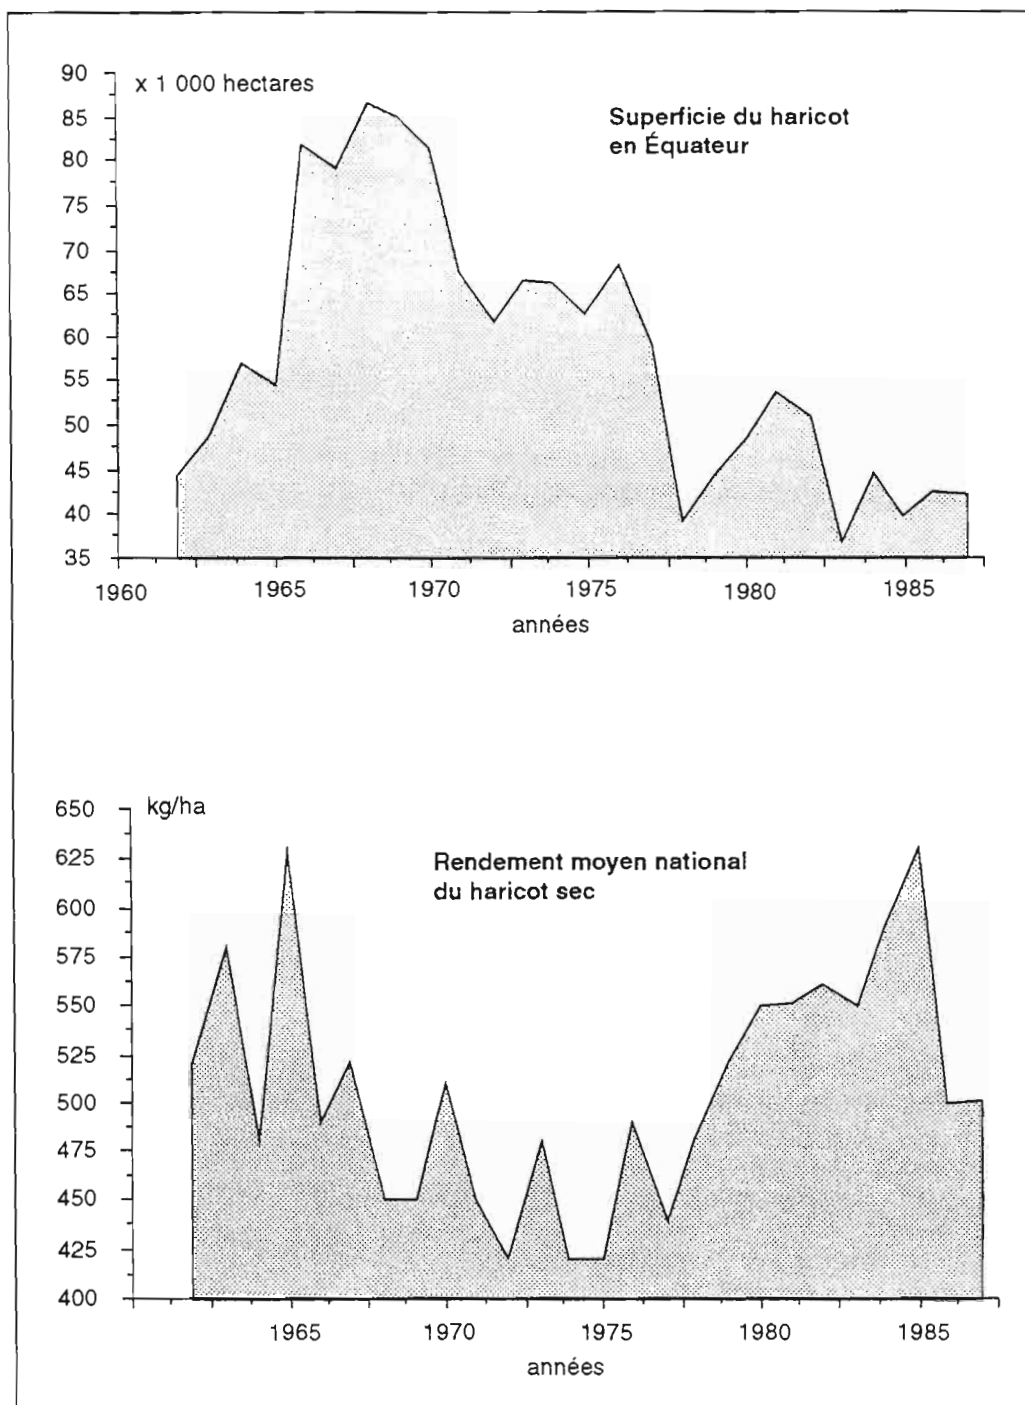 x 1 000 hectares
Superficie du haricot
en Équateur
90
85
80
75
70
65
60
55
50
45
40
35
1960 1965 1970 1975 1980 1985
années
kg/ha
Rendement moyen national
du haricot sec
650
625
600
575
550
525
500
475
450
425
400
1965 1970 1975 1980 1985
années